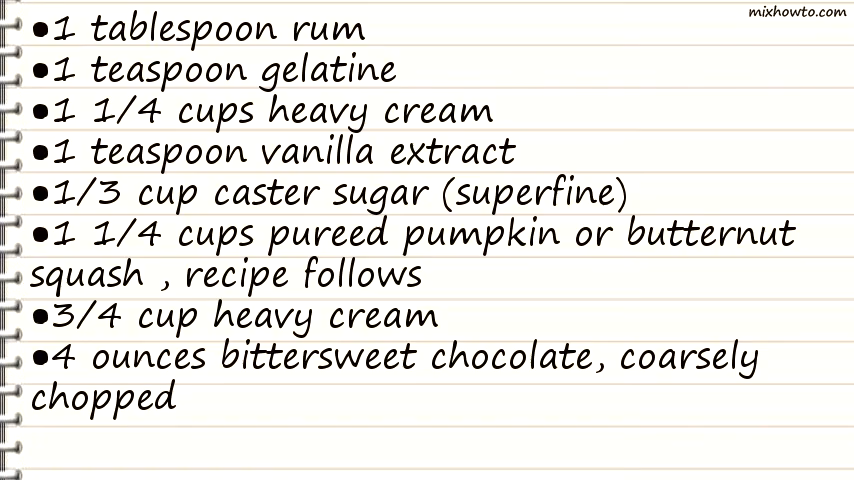 mixhowto.com
•1 tablespoon rum
•1 teaspoon gelatine
•1 1/4 cups heavy cream
•1 teaspoon vanilla extract
•1/3 cup caster sugar (superfine)
•1 1/4 cups pureed pumpkin or butternut
squash , recipe follows
•3/4 cup heavy cream
•4 ounces bittersweet chocolate, coarsely
chopped